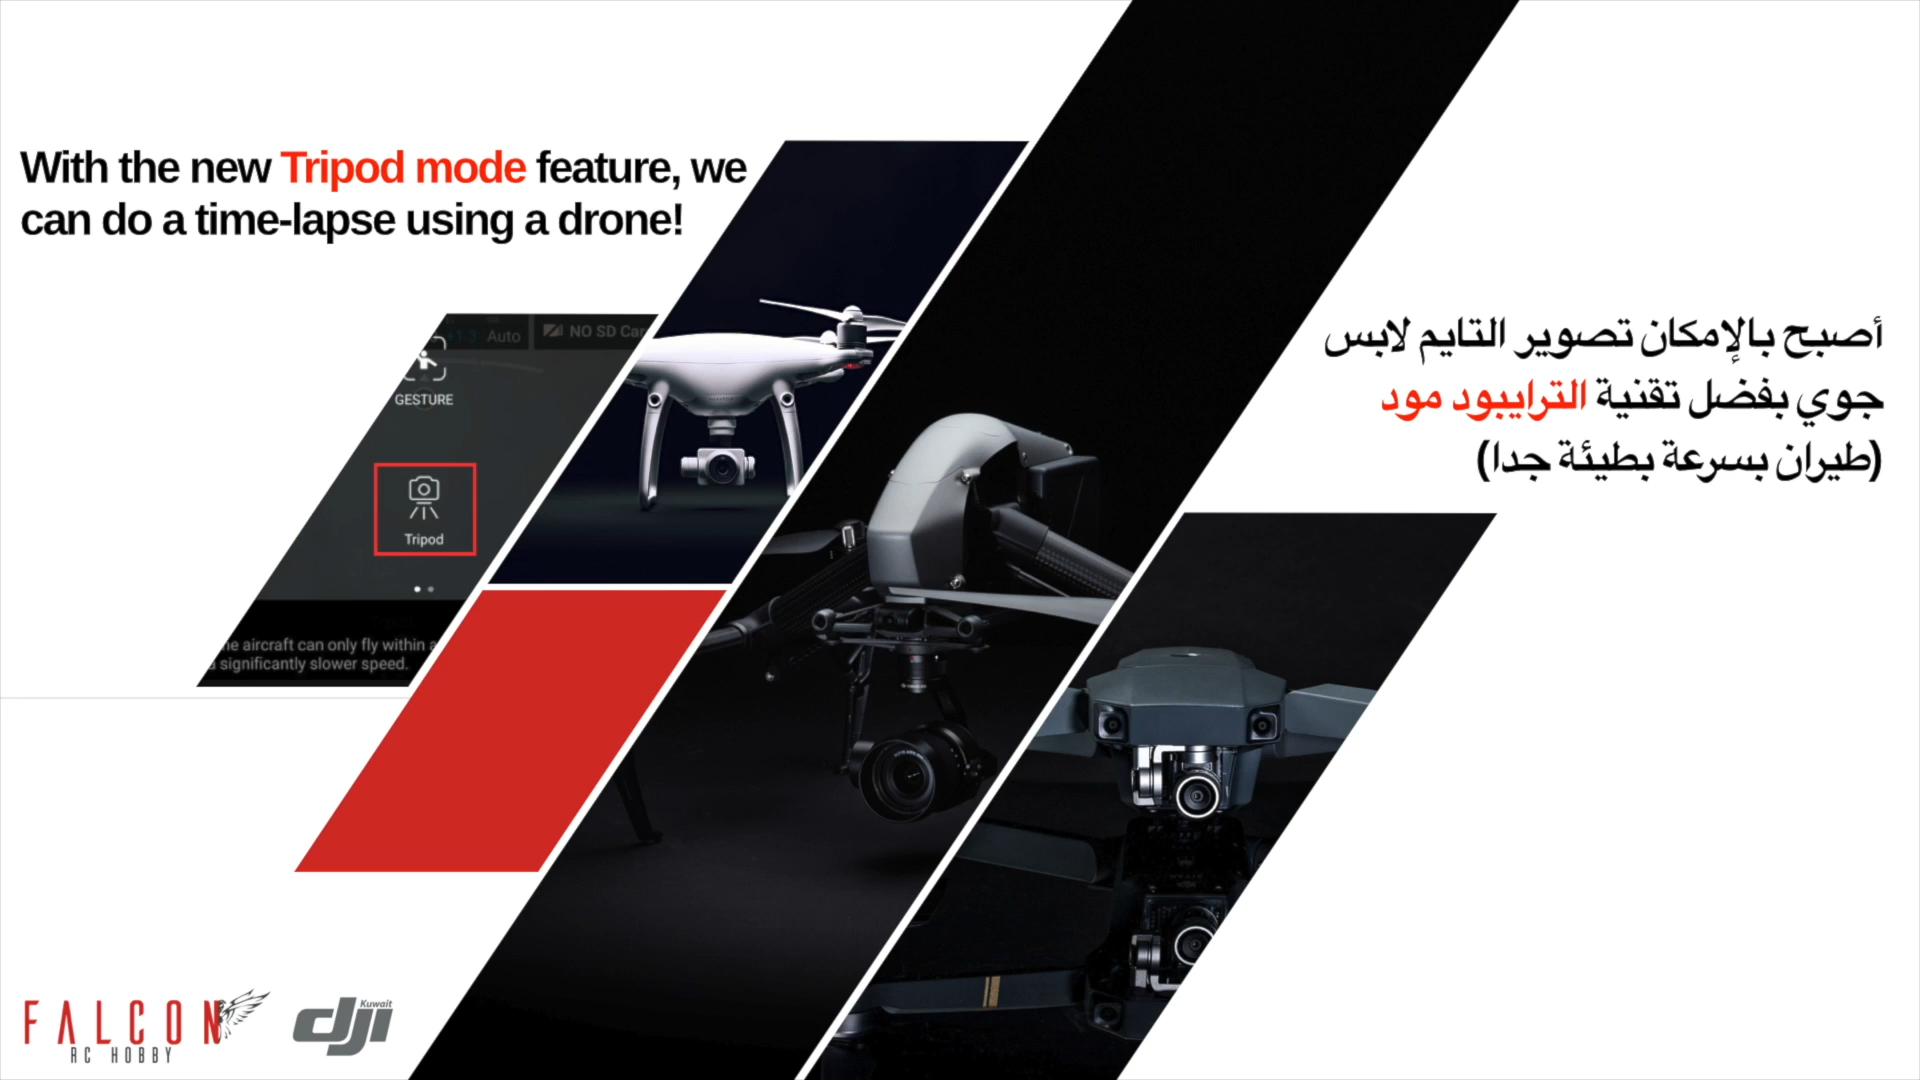 With the new Tripod mode feature, we
can do a time-lapse using a drone!
+1.3 Auto
NO SD Car
GESTURE
Tripod
aircraft can only fly within a
significantly slower speed.
أصبح بالإمكان تصوير التايم لابس
جوي بفضل تقنية الترايبود مود
(طيران بسرعة بطيئة جدا)
FALCON
RC HOBBY
dji
Kuwait